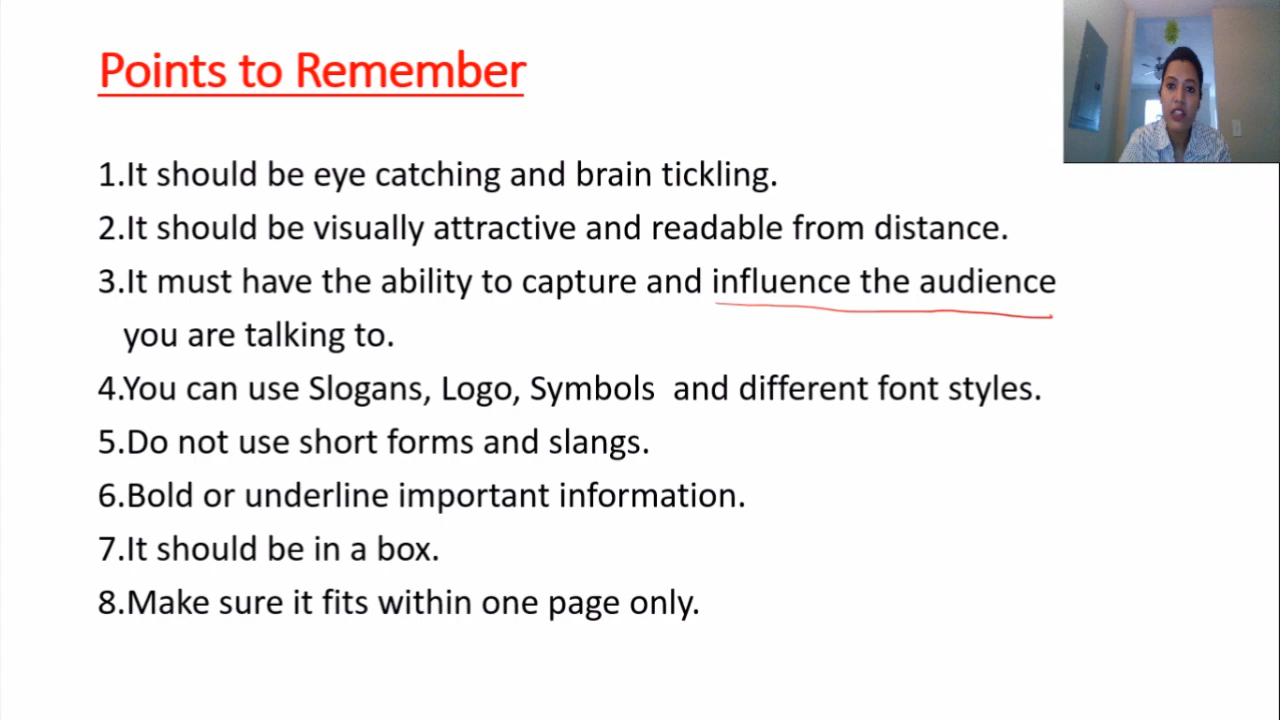 Points to Remember
1.It should be eye catching and brain tickling.
2.It should be visually attractive and readable from distance.
3.It must have the ability to capture and influence the audience
you are talking to.
4.You can use Slogans, Logo, Symbols  and different font styles.
5.Do not use short forms and slangs.
6.Bold or underline important information.
7.It should be in a box.
8.Make sure it fits within one page only.